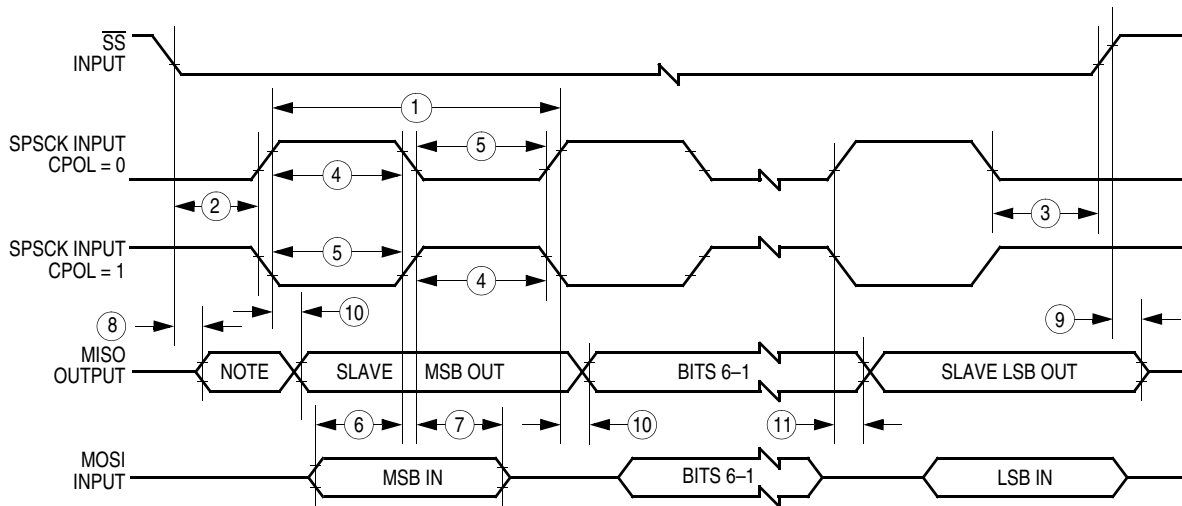 SS
INPUT
1
SPSCK INPUT
CPOL = 0
5
4
2
3
SPSCK INPUT
CPOL = 1
5
4
8
10
9
MISO
OUTPUT
NOTE
SLAVE
MSB OUT
BITS 6–1
SLAVE LSB OUT
6
7
10
11
MOSI
INPUT
MSB IN
BITS 6–1
LSB IN